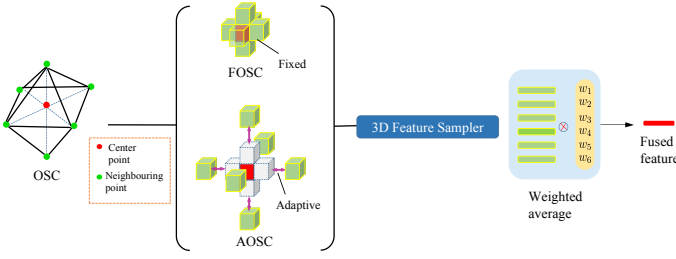 OSC
Center
point
Neighbouring
point
FOSC
Fixed
Adaptive
AOSC
3D Feature Sampler
w1
w2
w3
w4
w5
w6
⊗
Weighted
average
Fused
feature